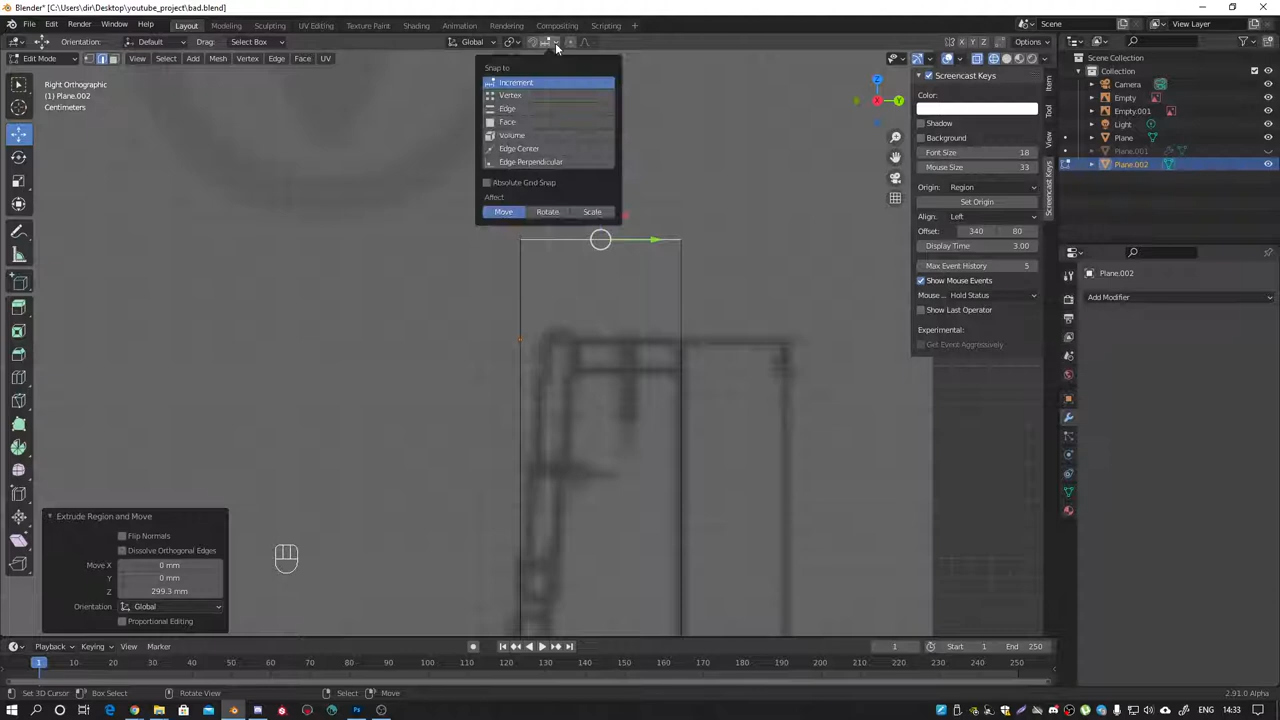 Blender* [C:\Users\dir\Desktop\youtube_project\bad.blend]
File Edit Render Window Help Layout Modeling Sculpting UV Editing Texture Paint Shading Animation Rendering Compositing Scripting Scene View Layer
Orientation: Default Drag: Select Box Global X Y Z Options
Edit Mode View Select Add Mesh Vertex Edge Face UV
Right Orthographic
(1) Plane.002
Centimeters
Snap to
Increment
Vertex
Edge
Face
Volume
Edge Center
Edge Perpendicular
Absolute Grid Snap
Affect
Move Rotate Scale
Z
X Y
Screencast Keys
Color:
Shadow
Background
Font Size 18
Mouse Size 33
Origin: Region
Set Origin
Align: Left
Offset: 340 80
Display Time 3.00
Max Event History 5
Show Mouse Events
Mouse... Hold Status
Show Last Operator
Experimental:
Get Event Aggressively
Item
Tool
View
Screencast Keys
Scene Collection
Collection
Camera
Empty
Empty.001
Light
Plane
Plane.001
Plane.002
Plane.002
Add Modifier
Extrude Region and Move
Flip Normals
Dissolve Orthogonal Edges
Move X 0 mm
Y 0 mm
Z 299.3 mm
Orientation Global
Proportional Editing
Playback Keying View Marker 1 Start 1 End 250
1 10 20 30 40 50 60 70 80 90 100 110 120 130 140 150 160 170 180 190 200 210 220 230 240 250
Set 3D Cursor Box Select Rotate View Select Move 2.91.0 Alpha
ENG 14:33